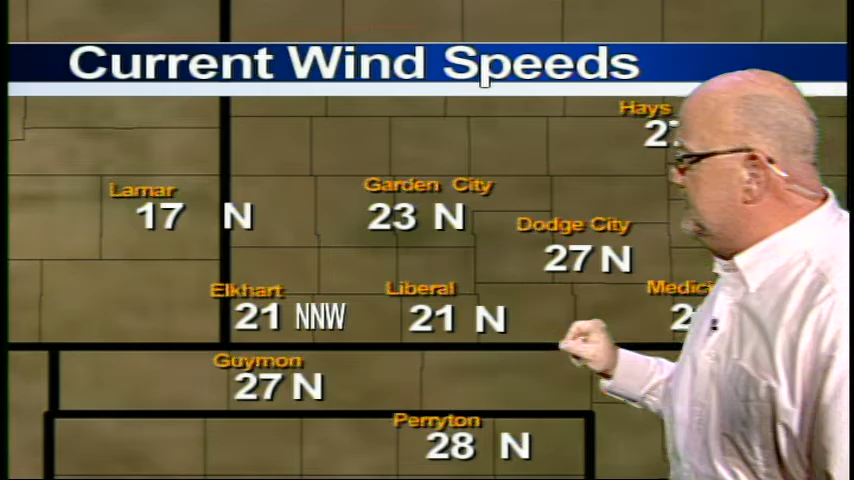 Current Wind Speeds
Hays
Lamar
17 N
Garden City
23 N
Dodge City
27 N
Elkhart
21 NNW
Liberal
21 N
Guymon
27 N
Perryton
28 N